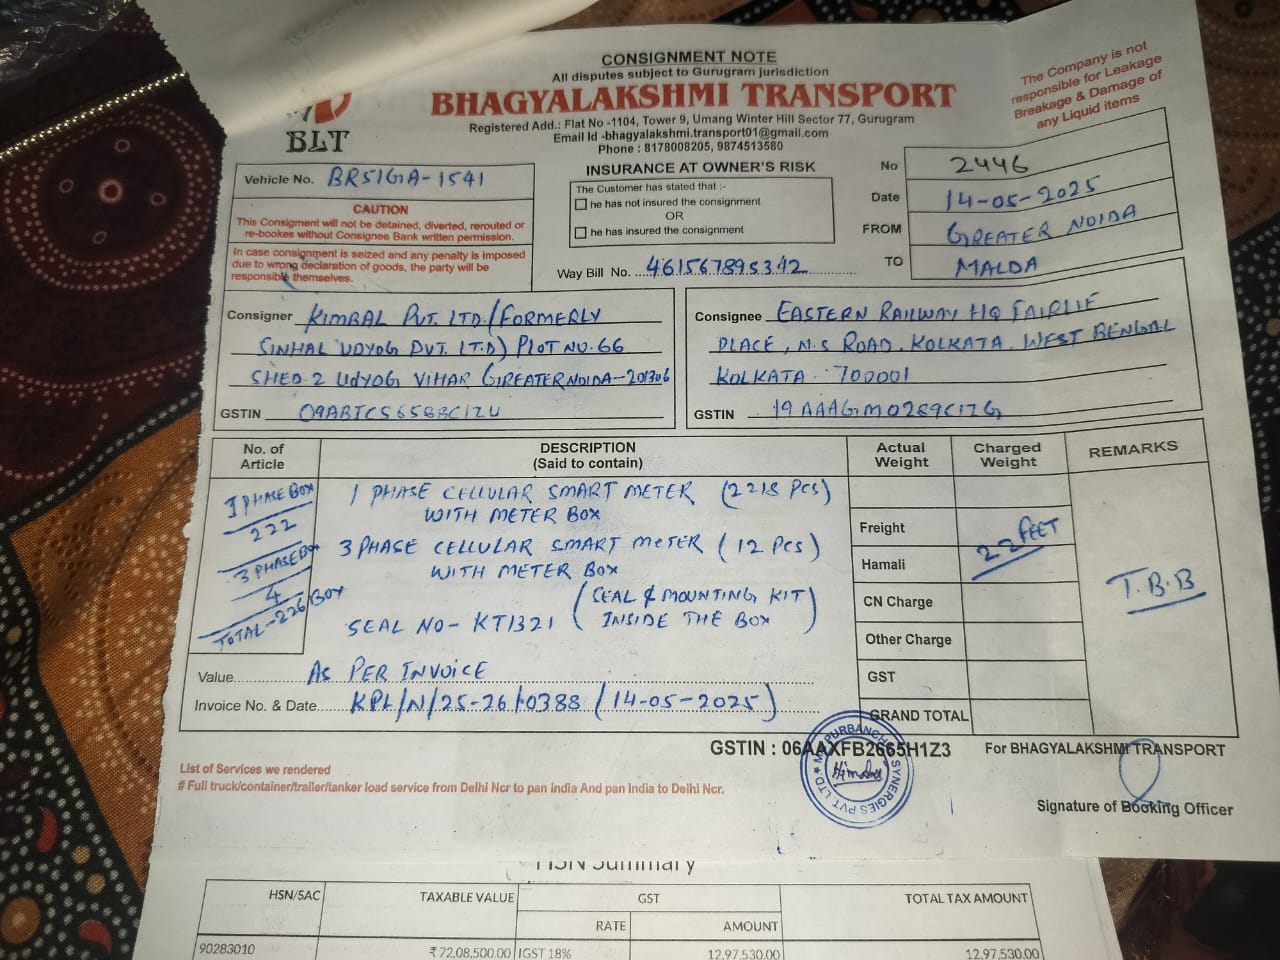 CONSIGNMENT NOTE
All disputes subject to Gurugram jurisdiction
BHAGYALAKSHMI TRANSPORT
BLT
Registered Add.: Flat No -1104, Tower 9, Umang Winter Hill Sector 77, Gurugram
Email Id -bhagyalakshmi.transport01@gmail.com
Phone : 8178008205, 9874513580
The Company is not
responsible for Leakage
Breakage & Damage of
any Liquid items
Vehicle No. BR51GA-1541
CAUTION
This Consignment will not be detained, diverted, rerouted or
re-bookes without Consignee Bank written permission.
In case consignment is seized and any penalty is imposed
due to wrong declaration of goods, the party will be
responsible themselves.
INSURANCE AT OWNER'S RISK
The Customer has stated that :-
he has not insured the consignment
OR
he has insured the consignment
Way Bill No. 461567895342
No 2446
Date 14-05-2025
FROM GREATER NOIDA
TO MALDA
Consigner KIMBAL PVT. LTD./(FORMERLY
SINHAL UDYOG PVT. LTD) PLOT NO. 66
SHED-2 UDYOG VIHAR GREATER NOIDA-201306
GSTIN
Consignee EASTERN RAILWAY HQ FAIRLIE
PLACE, N.S ROAD, KOLKATA, WEST BENGAL
KOLKATA 700001
GSTIN 19AAAGM0289C1ZG
No. of Article DESCRIPTION (Said to contain) Actual Weight Charged Weight REMARKS
1 PHASE BOX
222
3 PHASE BOX
4
TOTAL-226 BOX
1 PHASE CELLULAR SMART METER (2218 PCS)
WITH METER BOX
3 PHASE CELLULAR SMART METER (12 PCS)
WITH METER BOX
SEAL NO- KT1321 (SEAL & MOUNTING KIT
INSIDE THE BOX)
Freight
Hamali
CN Charge
Other Charge
GST
GRAND TOTAL
22 FEET
T.B.B
Value AS PER INVOICE
Invoice No. & Date KPL/N/25-26/0388 (14-05-2025)
GSTIN : 06AAXFB2665H1Z3
For BHAGYALAKSHMI TRANSPORT
List of Services we rendered
# Full truck/container/trailer/tanker load service from Delhi Ncr to pan India And pan India to Delhi Ncr.
SYNERGIES PVT. LTD
Signature of Booking Officer
HSN Summary
HSN/SAC TAXABLE VALUE GST TOTAL TAX AMOUNT
RATE AMOUNT
90283010 ₹72,08,500.00 IGST 18% 12,97,530.00 12,97,530.00